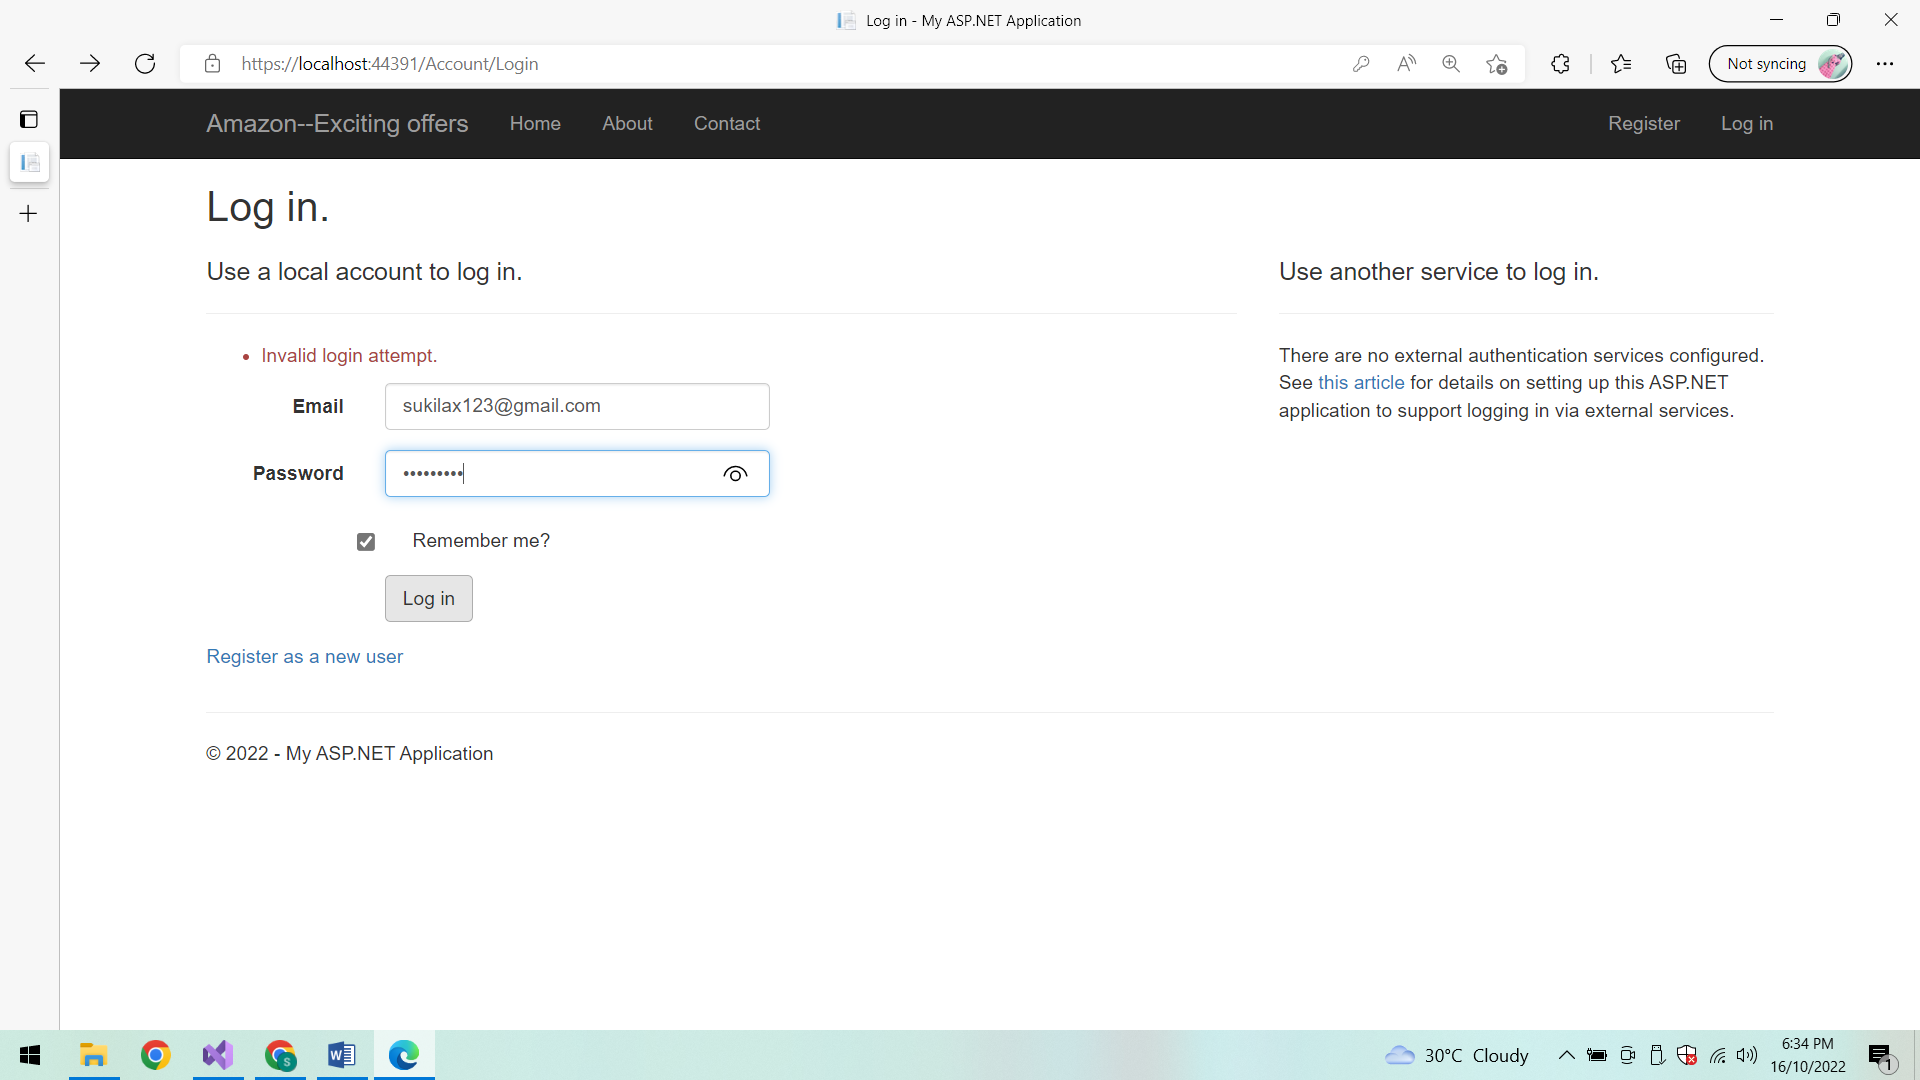 Log in - My ASP.NET Application
https://localhost:44391/Account/Login
Not syncing
Amazon--Exciting offers Home About Contact Register Log in
Log in.
Use a local account to log in.
Invalid login attempt.
Email sukilax123@gmail.com
Password
Remember me?
Log in
Register as a new user
Use another service to log in.
There are no external authentication services configured.
See this article for details on setting up this ASP.NET
application to support logging in via external services.
© 2022 - My ASP.NET Application
30°C Cloudy
6:34 PM
16/10/2022
1